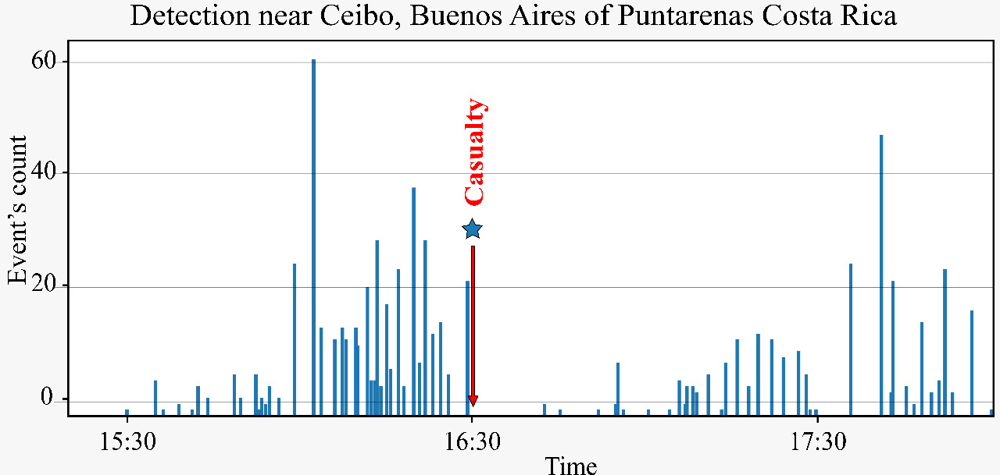 Detection near Ceibo, Buenos Aires of Puntarenas Costa Rica
60
40
20
0
Event's count
Casualty
15:30
16:30
17:30
Time